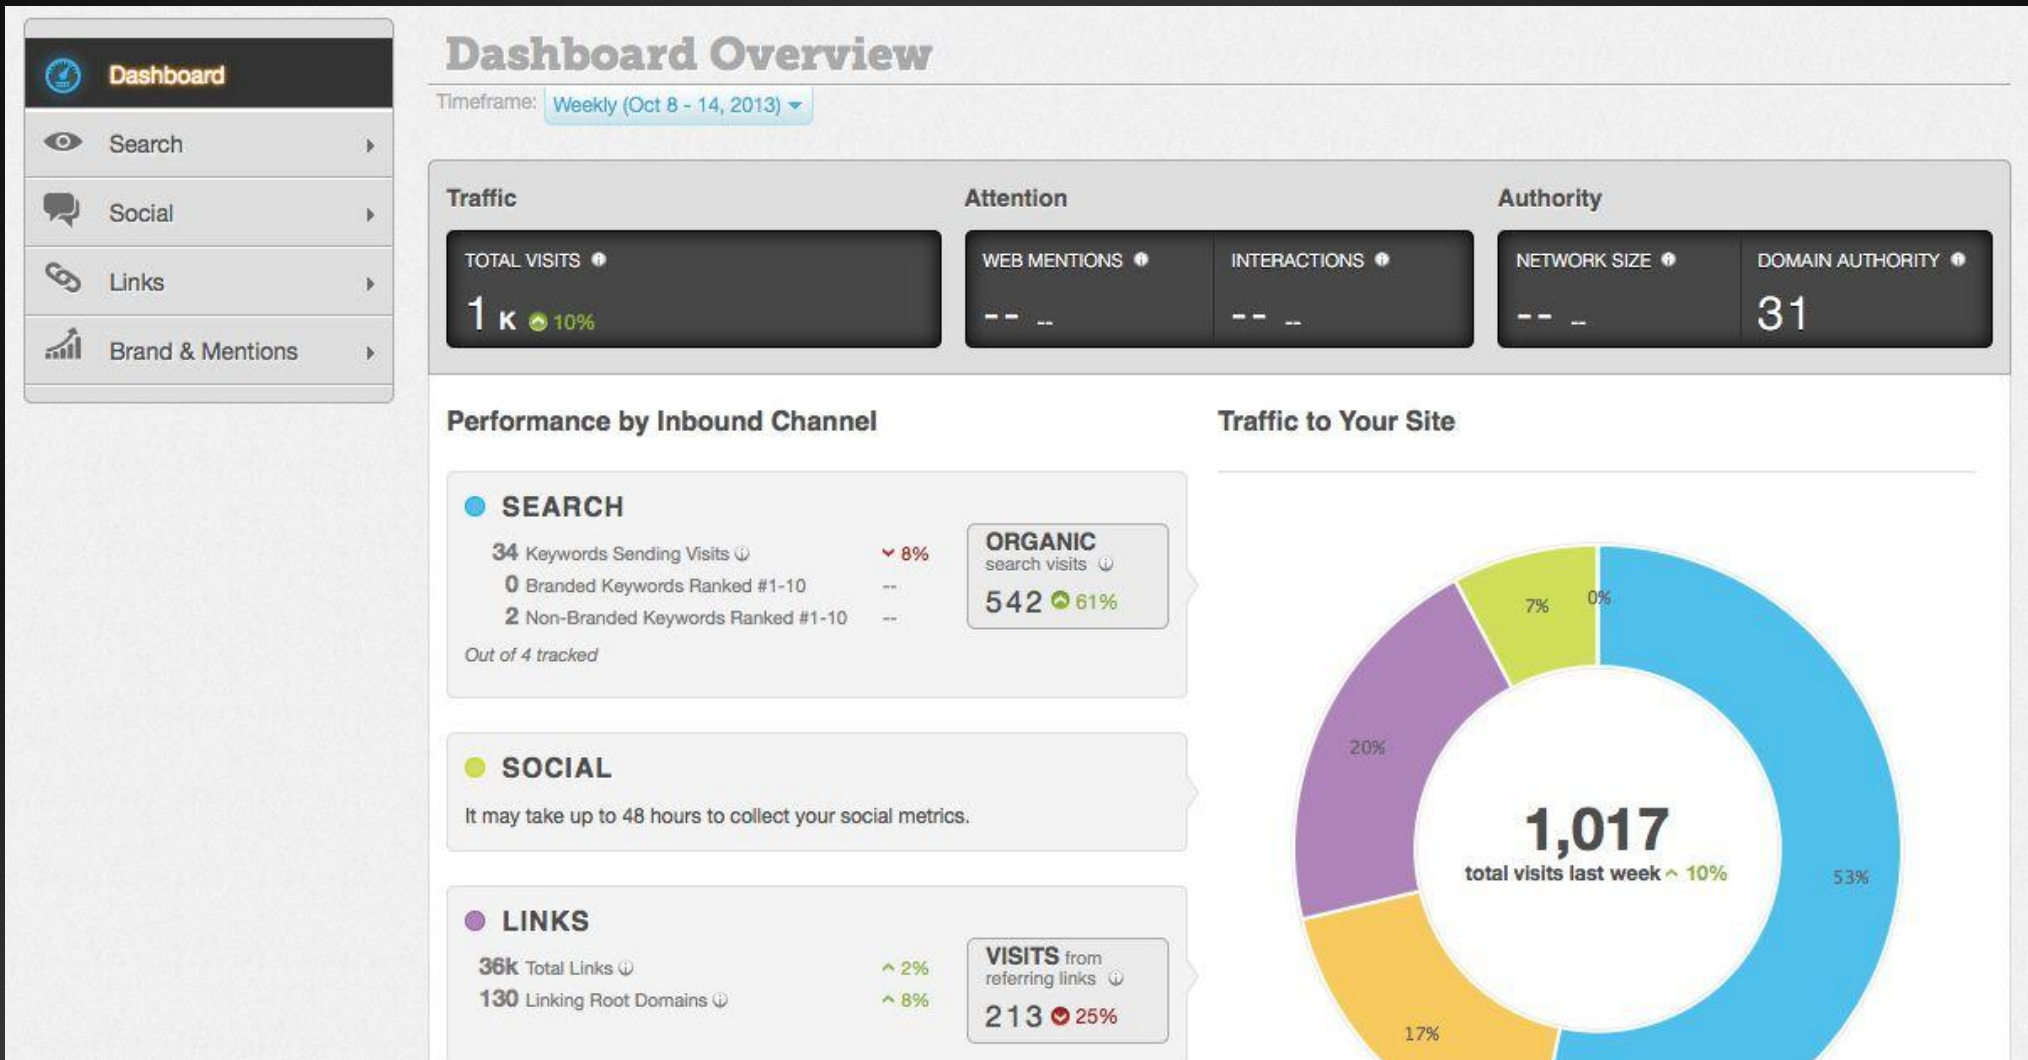 Dashboard
Search
Social
Links
Brand & Mentions
Dashboard Overview
Timeframe: Weekly (Oct 8 - 14, 2013)
Traffic
TOTAL VISITS
1 K 10%
Attention
WEB MENTIONS INTERACTIONS
-- -- -- --
Authority
NETWORK SIZE DOMAIN AUTHORITY
-- -- 31
Performance by Inbound Channel
SEARCH
34 Keywords Sending Visits 8%
0 Branded Keywords Ranked #1-10 --
2 Non-Branded Keywords Ranked #1-10 --
Out of 4 tracked
ORGANIC
search visits
542 61%
SOCIAL
It may take up to 48 hours to collect your social metrics.
LINKS
36k Total Links 2%
130 Linking Root Domains 8%
VISITS from
referring links
213 25%
Traffic to Your Site
7% 0%
20%
1,017
total visits last week 10%
53%
17%